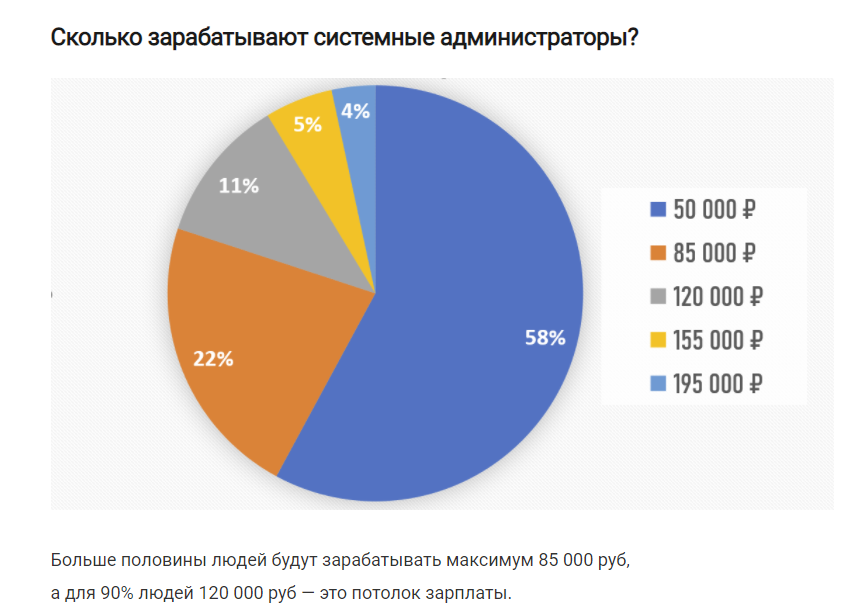 Сколько зарабатывают системные администраторы?
4%
5%
11%
50 000 ₽
85 000 ₽
120 000 ₽
155 000 ₽
195 000 ₽
58%
22%
Больше половины людей будут зарабатывать максимум 85 000 руб,
а для 90% людей 120 000 руб — это потолок зарплаты.